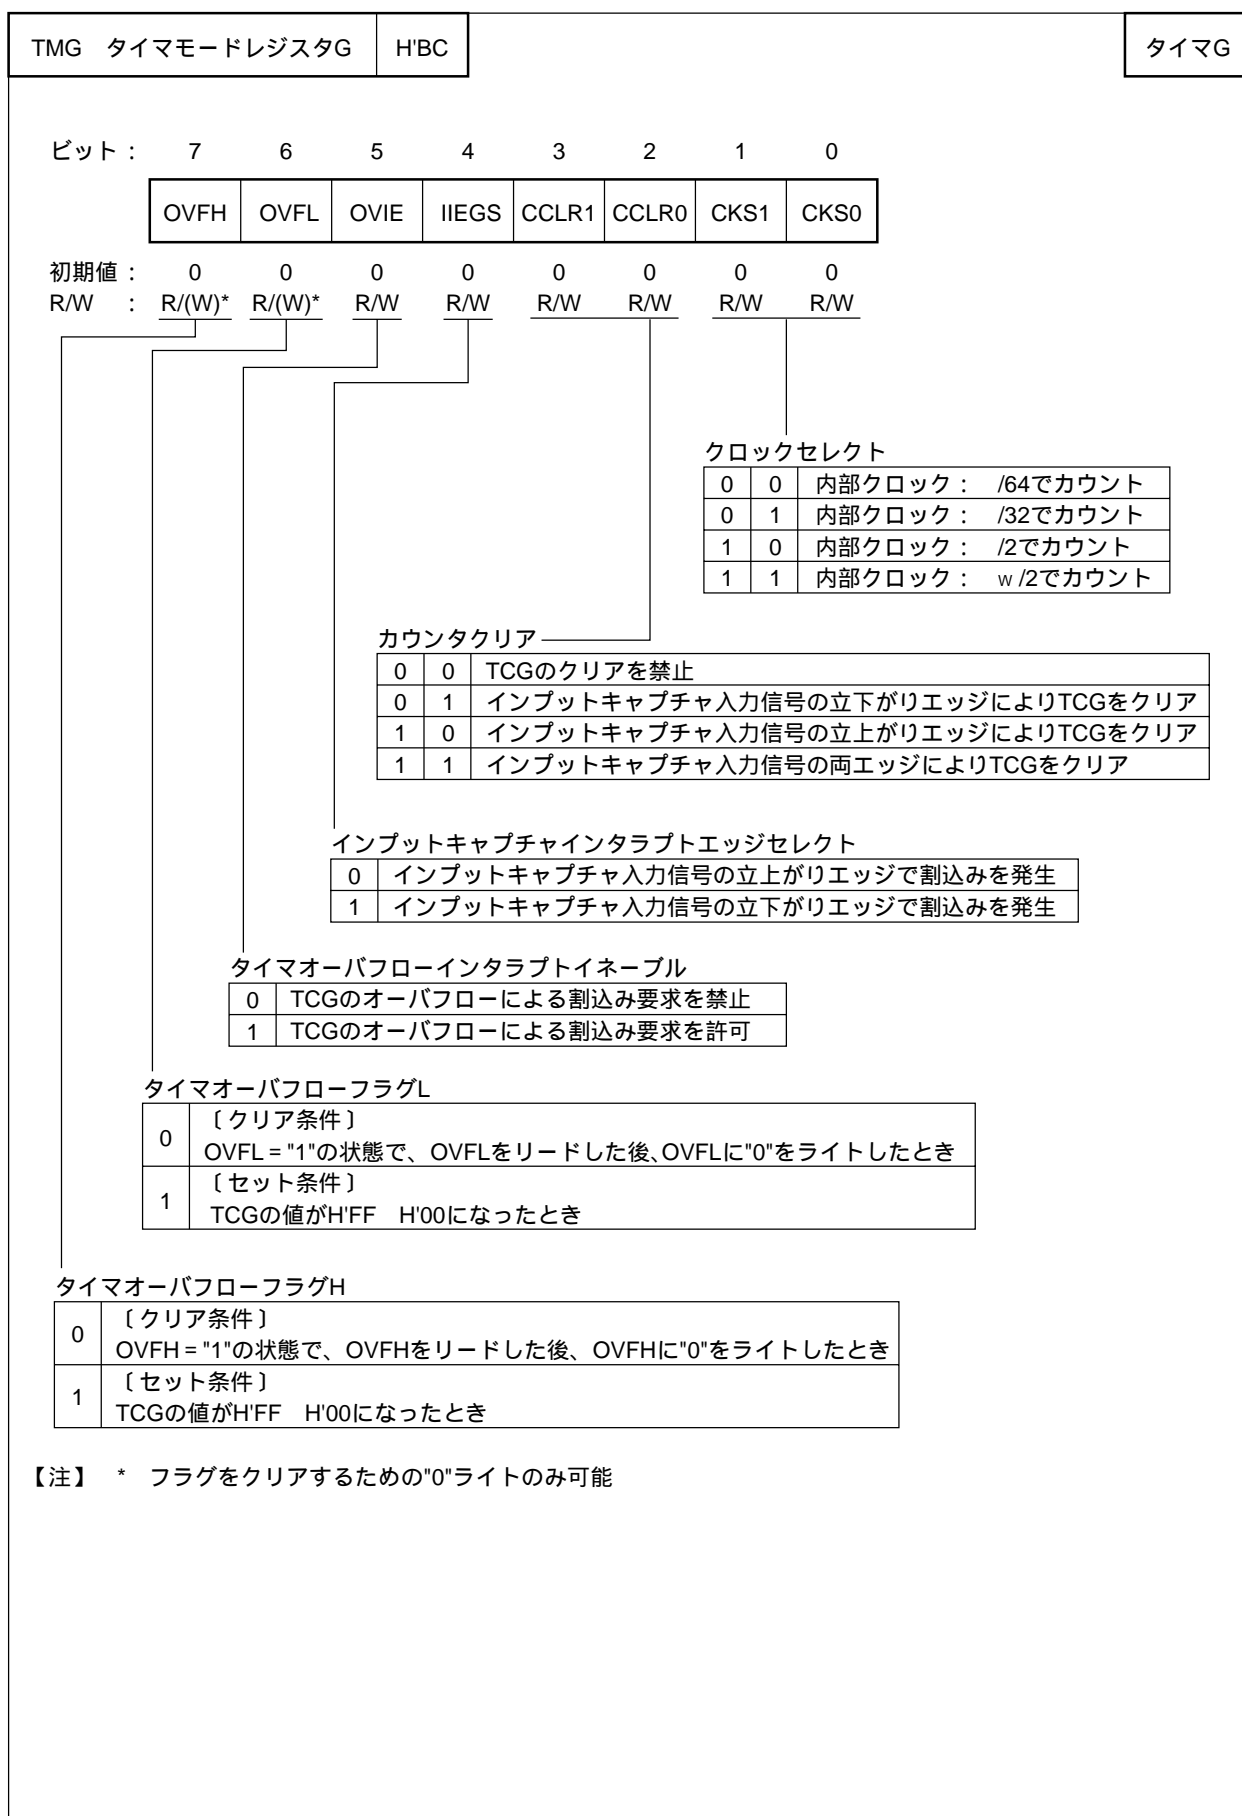 TMG タイマモードレジスタG H'BC タイマG
ビット： 7 6 5 4 3 2 1 0
OVFH OVFL OVIE IIEGS CCLR1 CCLR0 CKS1 CKS0
初期値： 0 0 0 0 0 0 0 0
R/W ： R/(W)* R/(W)* R/W R/W R/W R/W R/W R/W
クロックセレクト
0 0 内部クロック： /64でカウント
0 1 内部クロック： /32でカウント
1 0 内部クロック： /2でカウント
1 1 内部クロック： w /2でカウント
カウンタクリア
0 0 TCGのクリアを禁止
0 1 インプットキャプチャ入力信号の立下がりエッジによりTCGをクリア
1 0 インプットキャプチャ入力信号の立上がりエッジによりTCGをクリア
1 1 インプットキャプチャ入力信号の両エッジによりTCGをクリア
インプットキャプチャインタラプトエッジセレクト
0 インプットキャプチャ入力信号の立上がりエッジで割込みを発生
1 インプットキャプチャ入力信号の立下がりエッジで割込みを発生
タイマオーバフローインタラプトイネーブル
0 TCGのオーバフローによる割込み要求を禁止
1 TCGのオーバフローによる割込み要求を許可
タイマオーバフローフラグL
0 〔クリア条件〕
OVFL = "1"の状態で、OVFLをリードした後、OVFLに"0"をライトしたとき
1 〔セット条件〕
TCGの値がH'FF H'00になったとき
タイマオーバフローフラグH
0 〔クリア条件〕
OVFH = "1"の状態で、OVFHをリードした後、OVFHに"0"をライトしたとき
1 〔セット条件〕
TCGの値がH'FF H'00になったとき
【注】 * フラグをクリアするための"0"ライトのみ可能